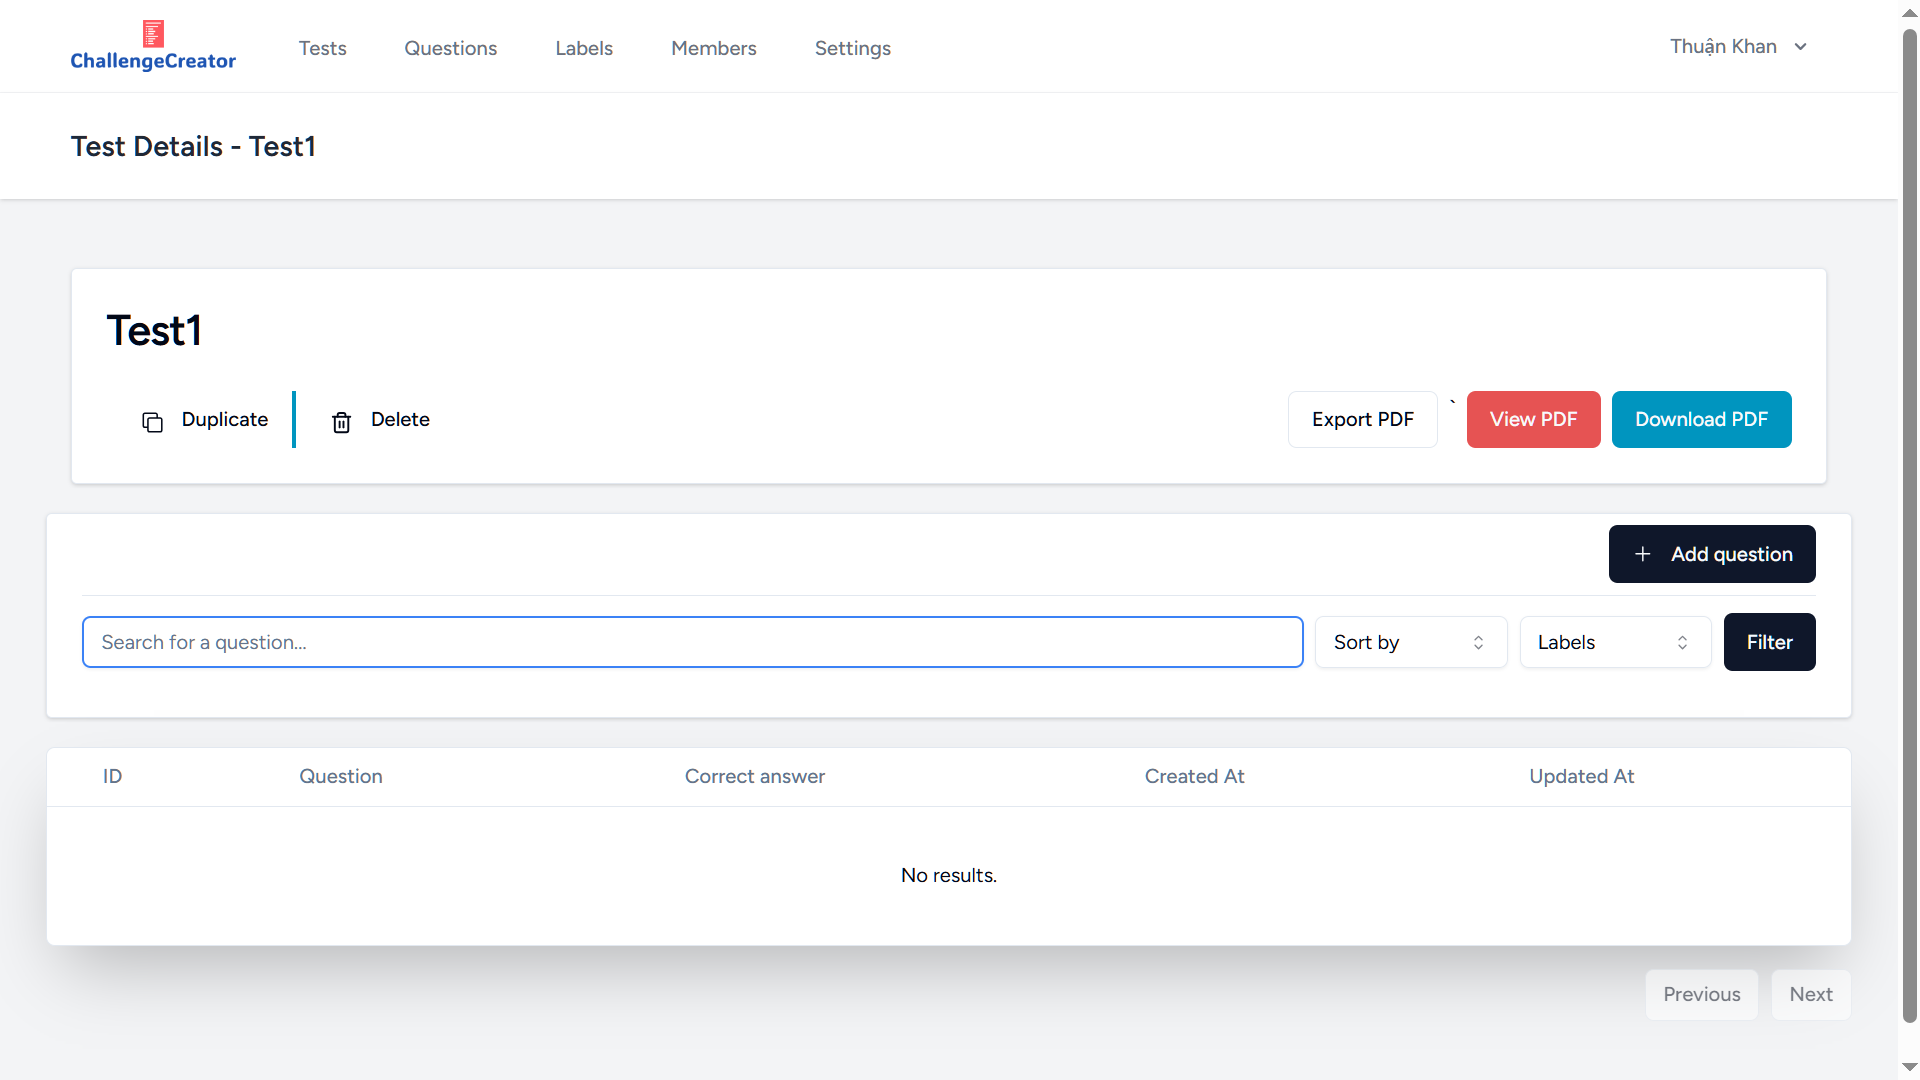 ChallengeCreator
Tests
Questions
Labels
Members
Settings
Thuận Khan
Test Details - Test1
Test1
Duplicate
Delete
Export PDF
`
View PDF
Download PDF
Add question
Search for a question...
Sort by
Labels
Filter
ID
Question
Correct answer
Created At
Updated At
No results.
Previous
Next